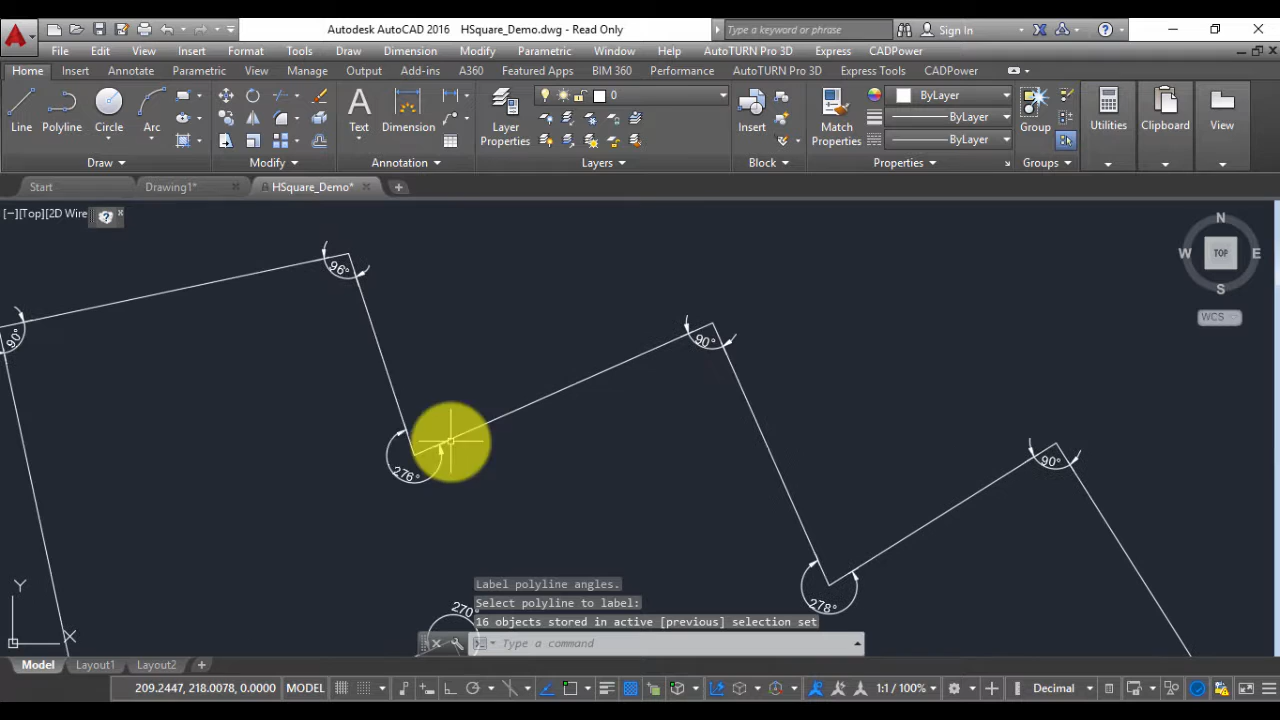 Autodesk AutoCAD 2016 HSquare_Demo.dwg - Read Only
Type a keyword or phrase
Sign In
File Edit View Insert Format Tools Draw Dimension Modify Parametric Window Help AutoTURN Pro 3D Express CADPower
Home Insert Annotate Parametric View Manage Output Add-ins A360 Featured Apps BIM 360 Performance AutoTURN Pro 3D Express Tools CADPower
0
ByLayer
ByLayer
ByLayer
Line Polyline Circle Arc
Text Dimension
Layer Properties
Insert
Match Properties
Group
Utilities Clipboard View
Draw Modify Annotation Layers Block Properties Groups
Start Drawing1* HSquare_Demo*
[−][Top][2D Wire
N
W TOP E
S
WCS
96°
90°
90°
90°
276°
278°
270°
Label polyline angles.
Select polyline to label:
16 objects stored in active [previous] selection set
Type a command
Y
X
Model Layout1 Layout2
209.2447, 218.0078, 0.0000 MODEL 1:1 / 100% Decimal